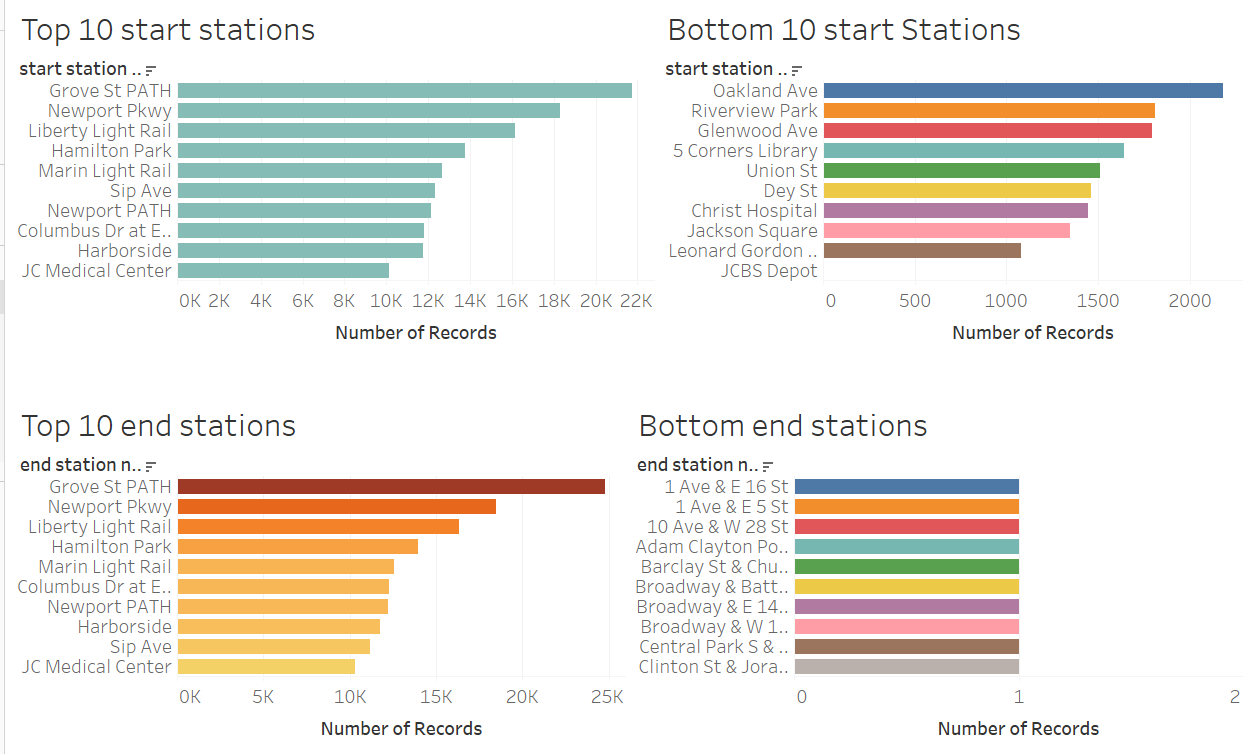 Top 10 start stations
start station ..
Grove St PATH
Newport Pkwy
Liberty Light Rail
Hamilton Park
Marin Light Rail
Sip Ave
Newport PATH
Columbus Dr at E..
Harborside
JC Medical Center
0K 2K 4K 6K 8K 10K 12K 14K 16K 18K 20K 22K
Number of Records
Bottom 10 start Stations
start station ..
Oakland Ave
Riverview Park
Glenwood Ave
5 Corners Library
Union St
Dey St
Christ Hospital
Jackson Square
Leonard Gordon ..
JCBS Depot
0 500 1000 1500 2000
Number of Records
Top 10 end stations
end station n..
Grove St PATH
Newport Pkwy
Liberty Light Rail
Hamilton Park
Marin Light Rail
Columbus Dr at E..
Newport PATH
Harborside
Sip Ave
JC Medical Center
0K 5K 10K 15K 20K 25K
Number of Records
Bottom end stations
end station n..
1 Ave & E 16 St
1 Ave & E 5 St
10 Ave & W 28 St
Adam Clayton Po..
Barclay St & Chu..
Broadway & Batt..
Broadway & E 14..
Broadway & W 1..
Central Park S & ..
Clinton St & Jora..
0 1 2
Number of Records